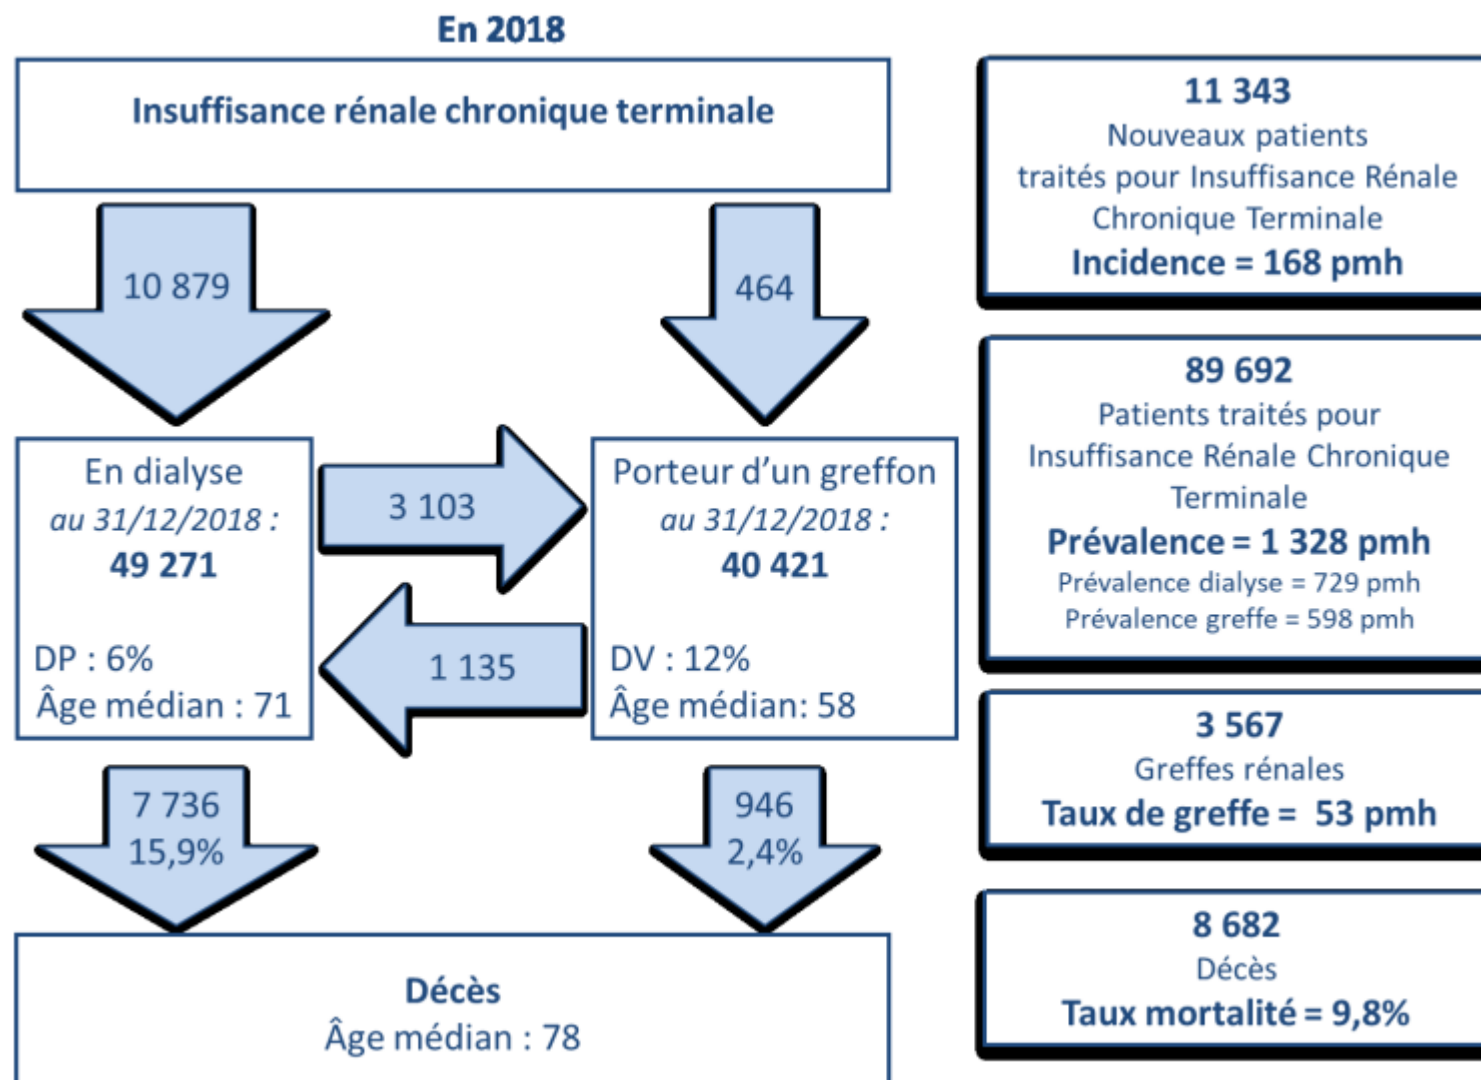 En 2018
Insuffisance rénale chronique terminale
10 879
464
En dialyse
au 31/12/2018 :
49 271
DP : 6%
Âge médian : 71
3 103
1 135
Porteur d’un greffon
au 31/12/2018 :
40 421
DV : 12%
Âge médian: 58
7 736
15,9%
946
2,4%
Décès
Âge médian : 78
11 343
Nouveaux patients
traités pour Insuffisance Rénale
Chronique Terminale
Incidence = 168 pmh
89 692
Patients traités pour
Insuffisance Rénale Chronique
Terminale
Prévalence = 1 328 pmh
Prévalence dialyse = 729 pmh
Prévalence greffe = 598 pmh
3 567
Greffes rénales
Taux de greffe = 53 pmh
8 682
Décès
Taux mortalité = 9,8%